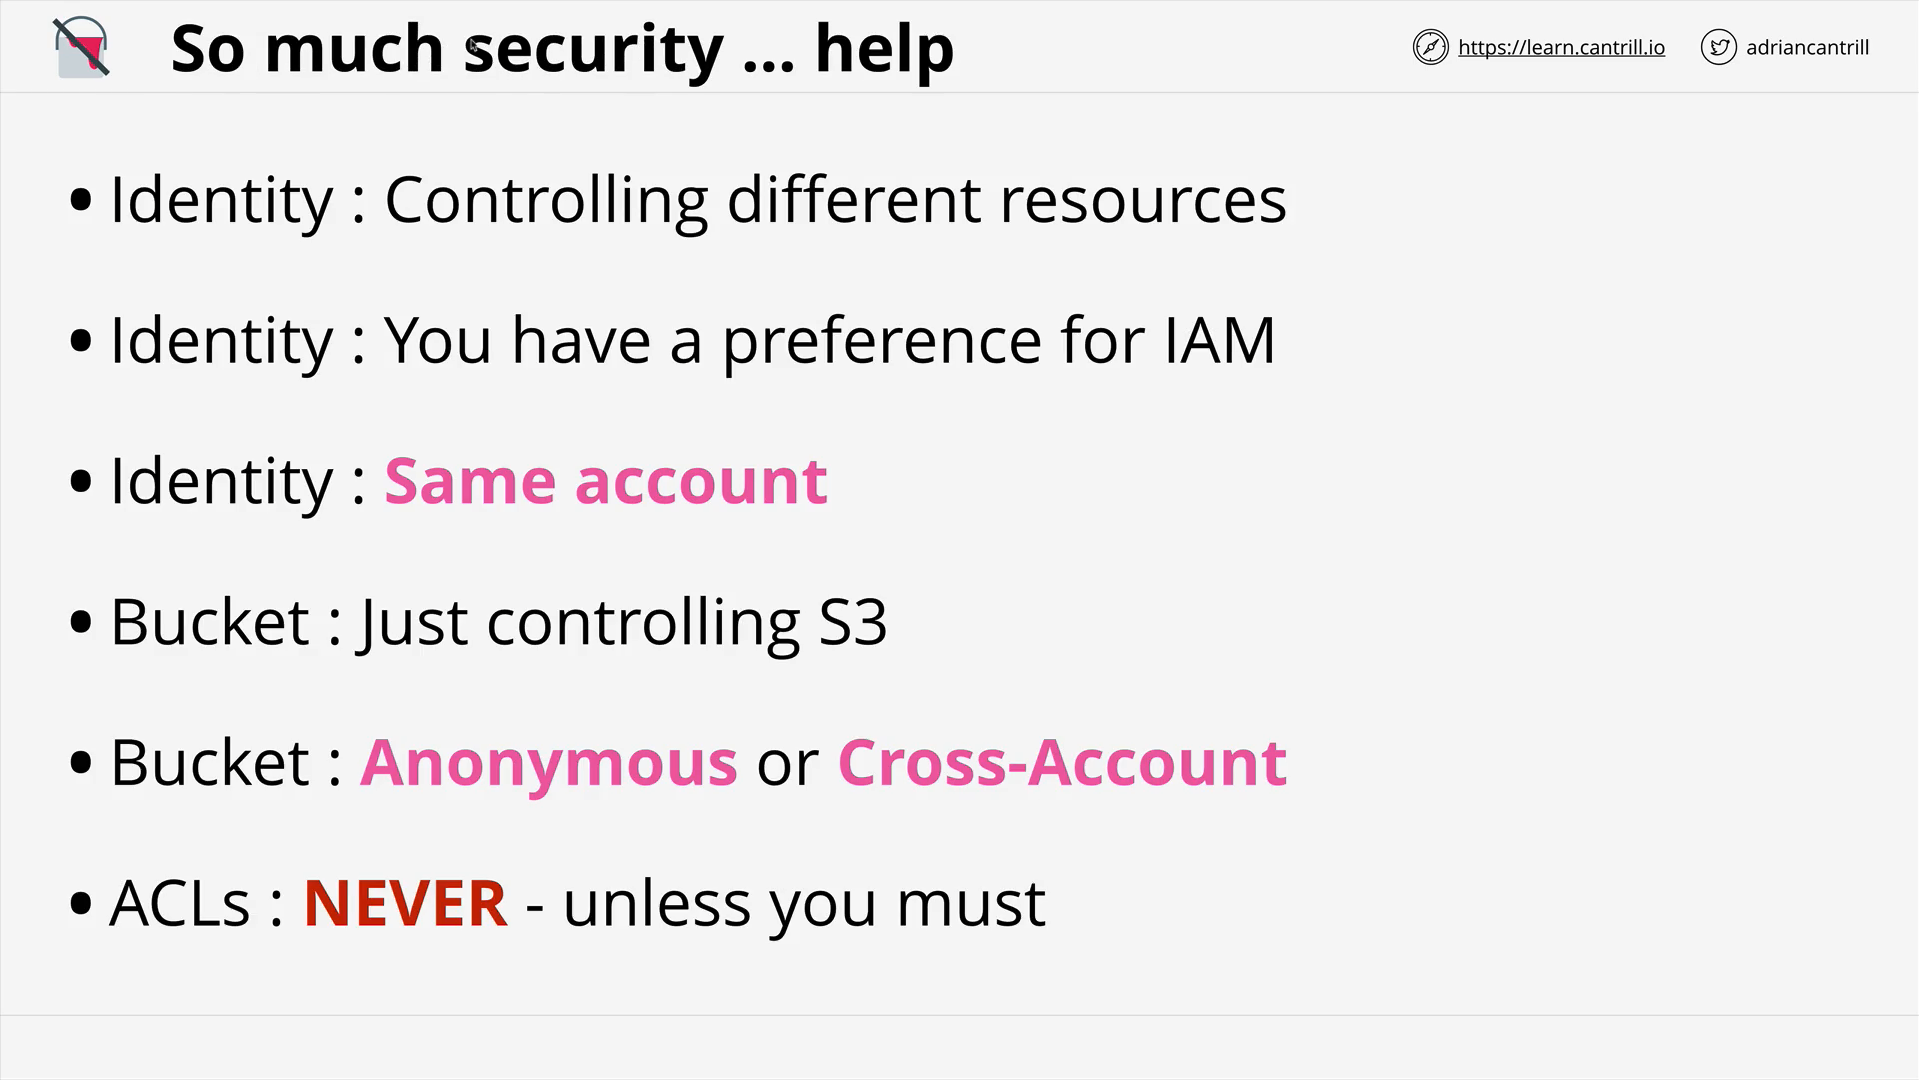 So much security ... help
https://learn.cantrill.io
adriancantrill
• Identity : Controlling different resources
• Identity : You have a preference for IAM
• Identity : Same account
• Bucket : Just controlling S3
• Bucket : Anonymous or Cross-Account
• ACLs : NEVER - unless you must